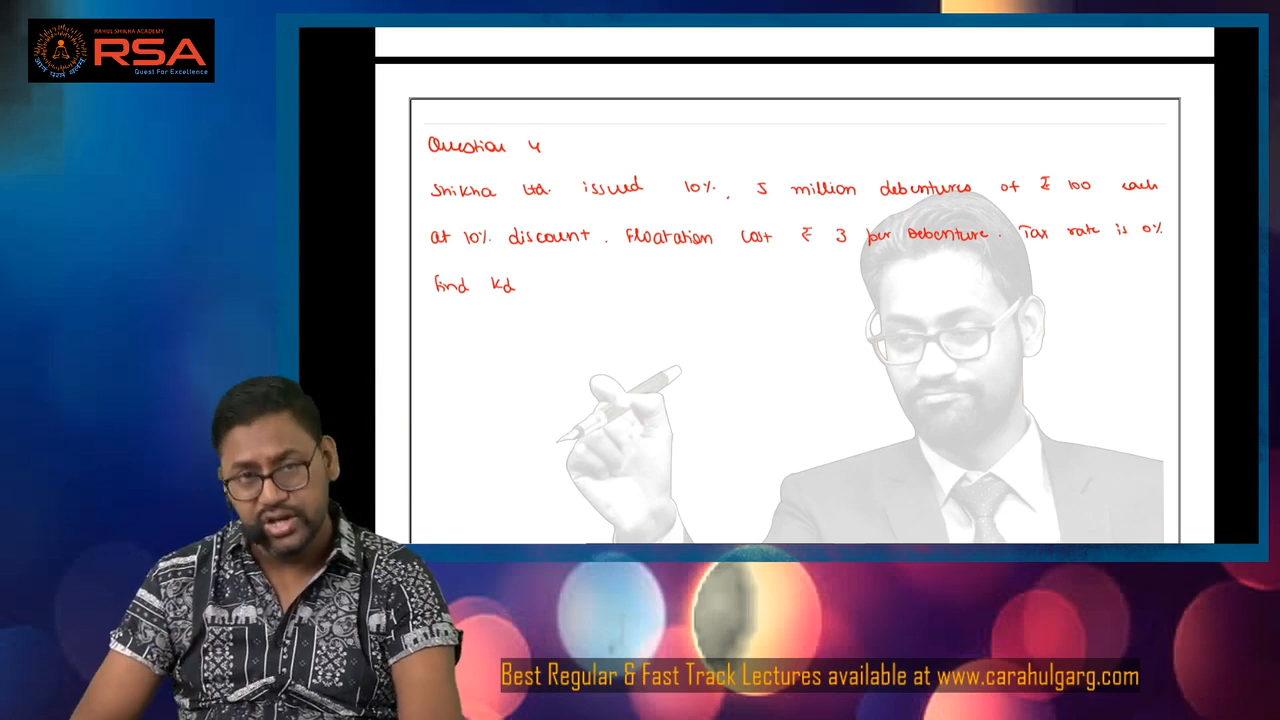 RAHUL SHIKHA ACADEMY
RSA
Quest For Excellence
Question 4
Shikha Ltd. issued 10%, 5 million debentures of ₹ 100 each
at 10% discount. Floatation Cost ₹ 3 per Debenture. Tax rate is 0%
find Kd
Best Regular & Fast Track Lectures available at www.carahulgarg.com